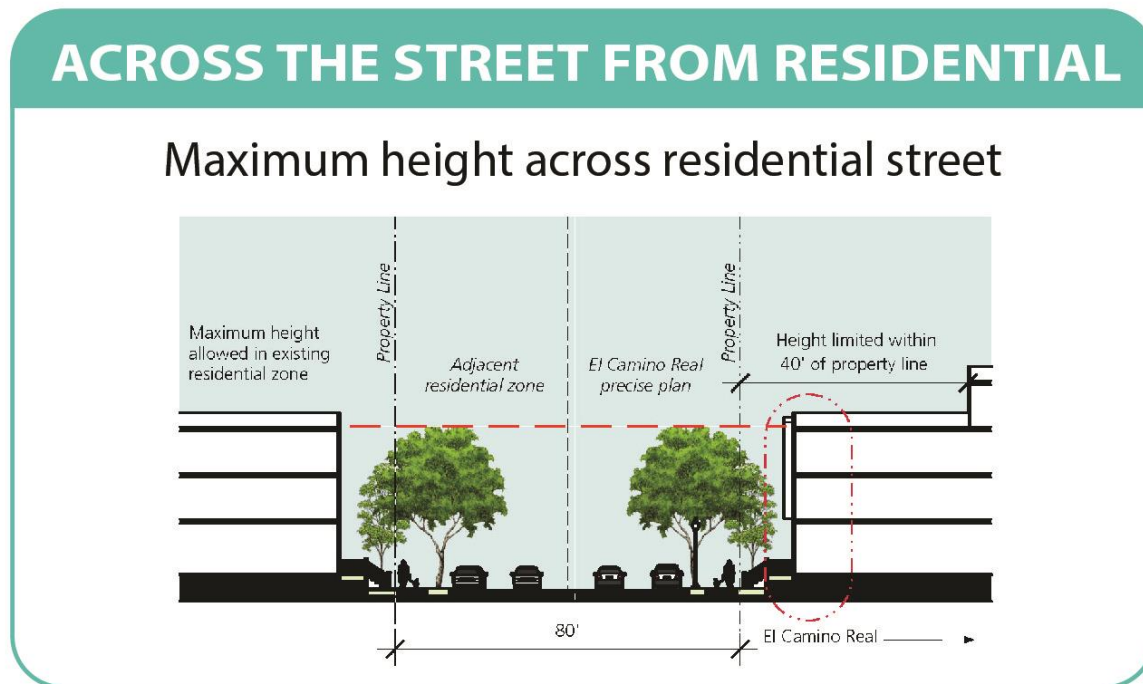 ACROSS THE STREET FROM RESIDENTIAL
Maximum height across residential street
Property Line
Property Line
Maximum height
allowed in existing
residential zone
Adjacent
residential zone
El Camino Real
precise plan
Height limited within
40' of property line
80'
El Camino Real